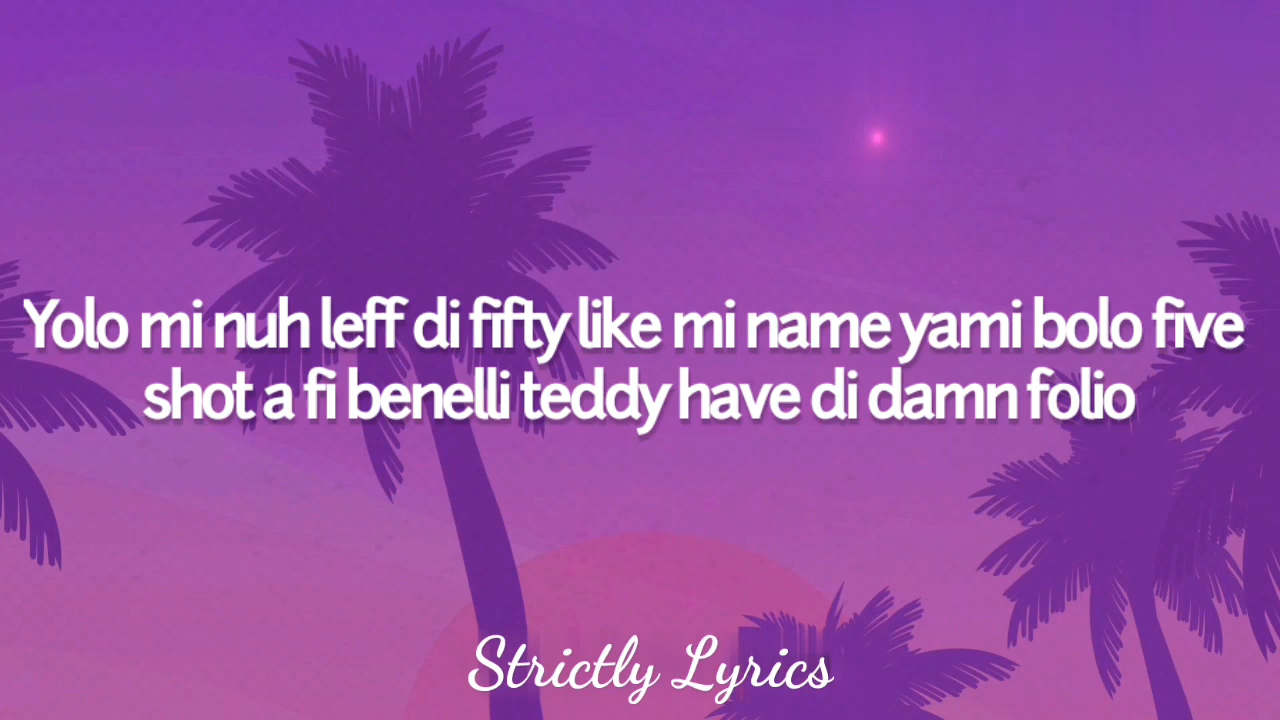 Yolo mi nuh leff di fifty like mi name yami bolo five
shot a fi benelli teddy have di damn folio
Strictly Lyrics